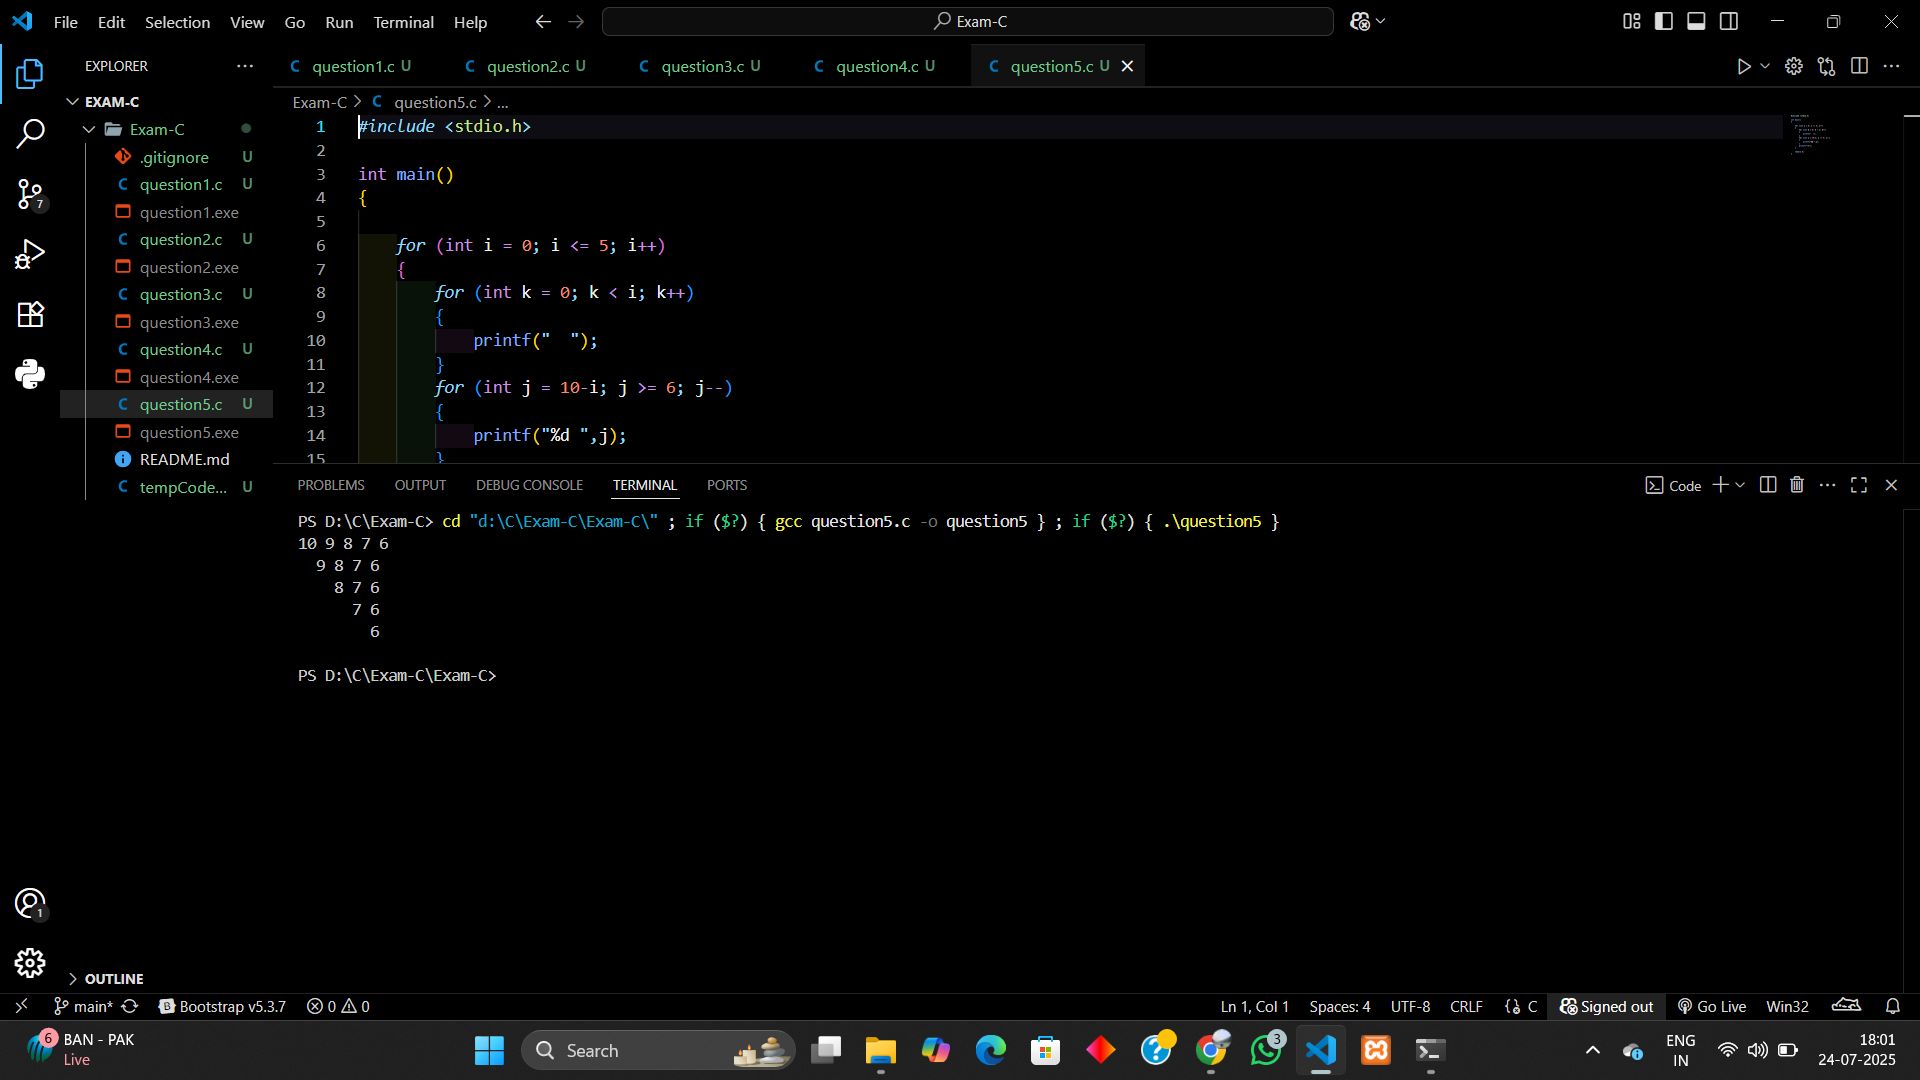 File Edit Selection View Go Run Terminal Help Exam-C
EXPLORER
question1.c U question2.c U question3.c U question4.c U question5.c U
EXAM-C
Exam-C > C question5.c > ...
Exam-C
.gitignore U
question1.c U
question1.exe
question2.c U
question2.exe
question3.c U
question3.exe
question4.c U
question4.exe
question5.c U
question5.exe
README.md
tempCode... U
1 #include <stdio.h>
2
3 int main()
4 {
5
6 for (int i = 0; i <= 5; i++)
7 {
8 for (int k = 0; k < i; k++)
9 {
10 printf("  ");
11 }
12 for (int j = 10-i; j >= 6; j--)
13 {
14 printf("%d ",j);
15 }
PROBLEMS OUTPUT DEBUG CONSOLE TERMINAL PORTS Code
PS D:\C\Exam-C> cd "d:\C\Exam-C\Exam-C\" ; if ($?) { gcc question5.c -o question5 } ; if ($?) { .\question5 }
10 9 8 7 6
9 8 7 6
8 7 6
7 6
6
PS D:\C\Exam-C\Exam-C>
7
1
OUTLINE
main* Bootstrap v5.3.7 0 0 Ln 1, Col 1 Spaces: 4 UTF-8 CRLF {} C Signed out Go Live Win32
6 BAN - PAK
Live
Search
3
ENG
IN
18:01
24-07-2025